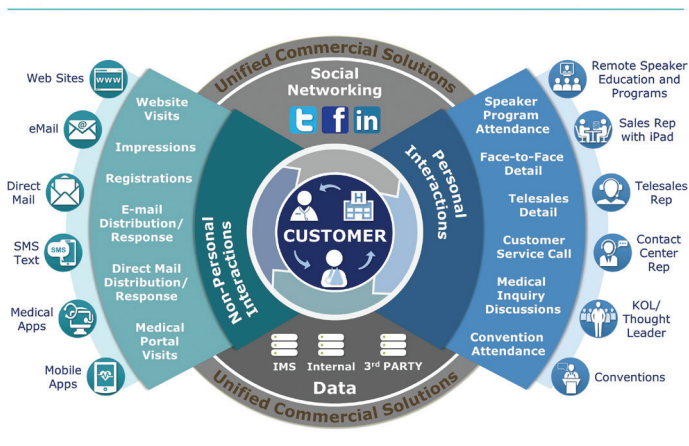 Unified Commercial Solutions
Social
Networking
t f in
Web Sites
www
eMail
@
Direct
Mail
SMS
Text
SMS
Medical
Apps
Mobile
Apps
Website
Visits
Impressions
Registrations
E-mail
Distribution/
Response
Direct Mail
Distribution/
Response
Medical
Portal
Visits
Non-Personal
Interactions
H
CUSTOMER
Personal
Interactions
Speaker
Program
Attendance
Face-to-Face
Detail
Telesales
Detail
Customer
Service Call
Medical
Inquiry
Discussions
Convention
Attendance
Remote Speaker
Education and
Programs
Sales Rep
with iPad
Telesales
Rep
Contact
Center
Rep
KOL/
Thought
Leader
Conventions
IMS Internal 3rd PARTY
Data
Unified Commercial Solutions